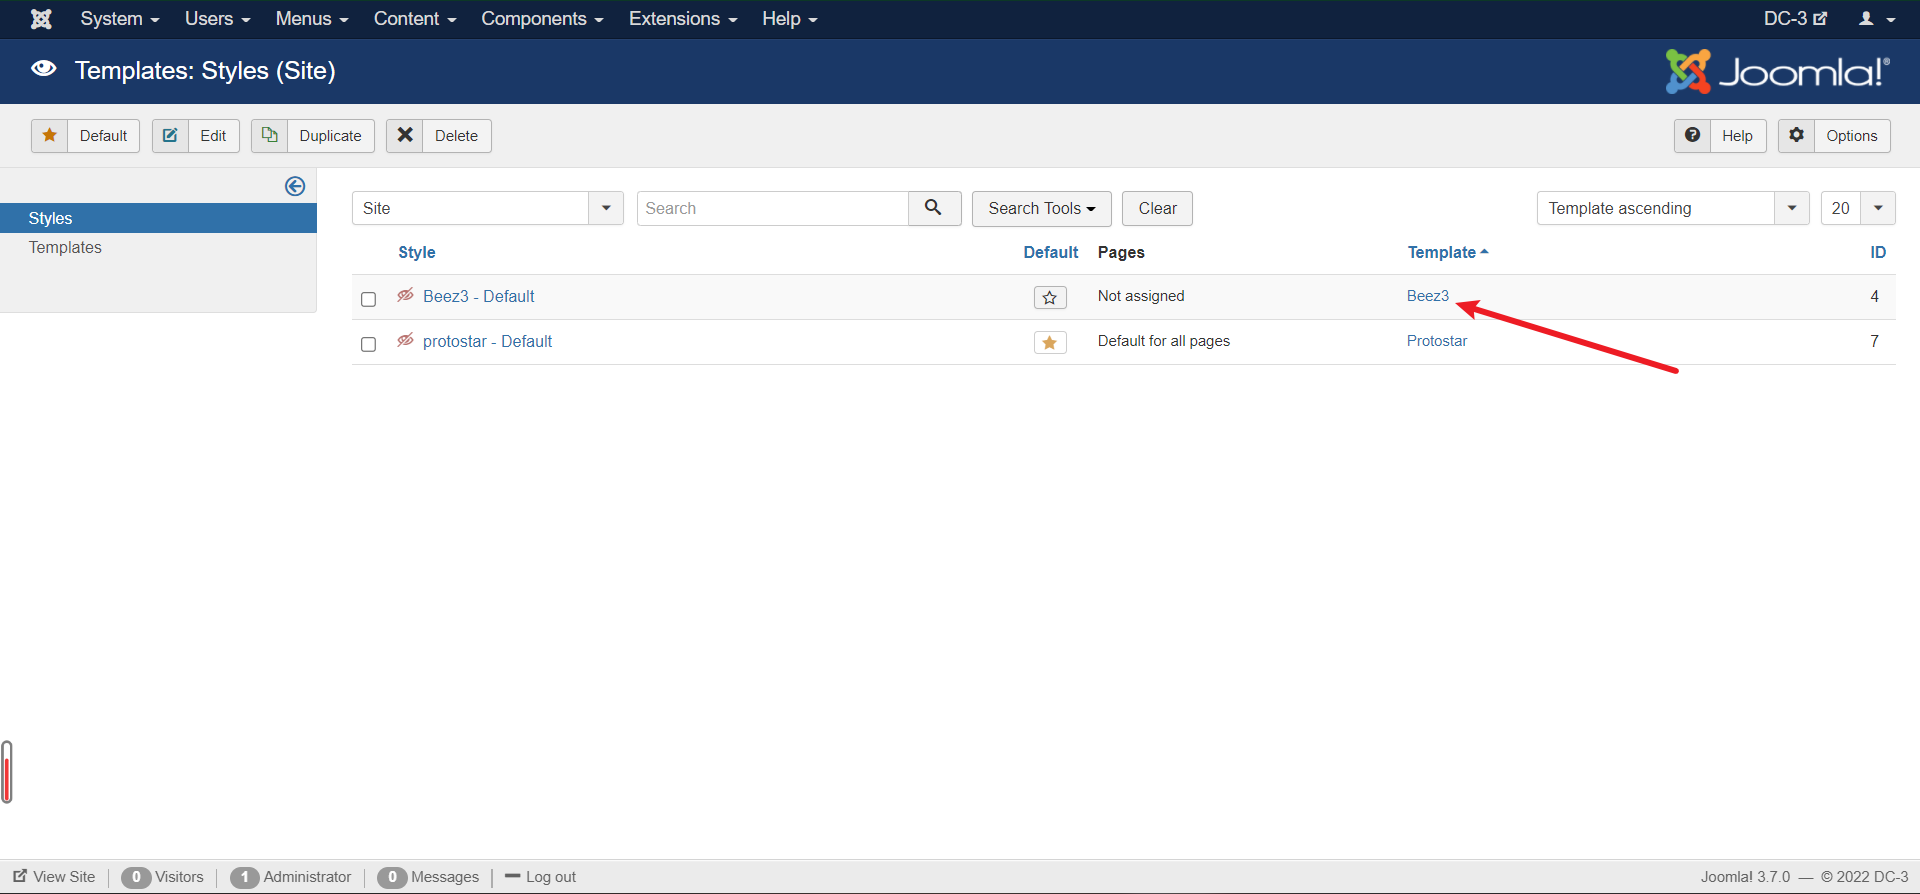 System Users Menus Content Components Extensions Help DC-3
Templates: Styles (Site) Joomla!®
Default Edit Duplicate Delete Help Options
Styles
Templates
Site Search Search Tools Clear Template ascending 20
Style Default Pages Template ID
Beez3 - Default Not assigned Beez3 4
protostar - Default Default for all pages Protostar 7
View Site 0 Visitors 1 Administrator 0 Messages Log out Joomla! 3.7.0 — © 2022 DC-3